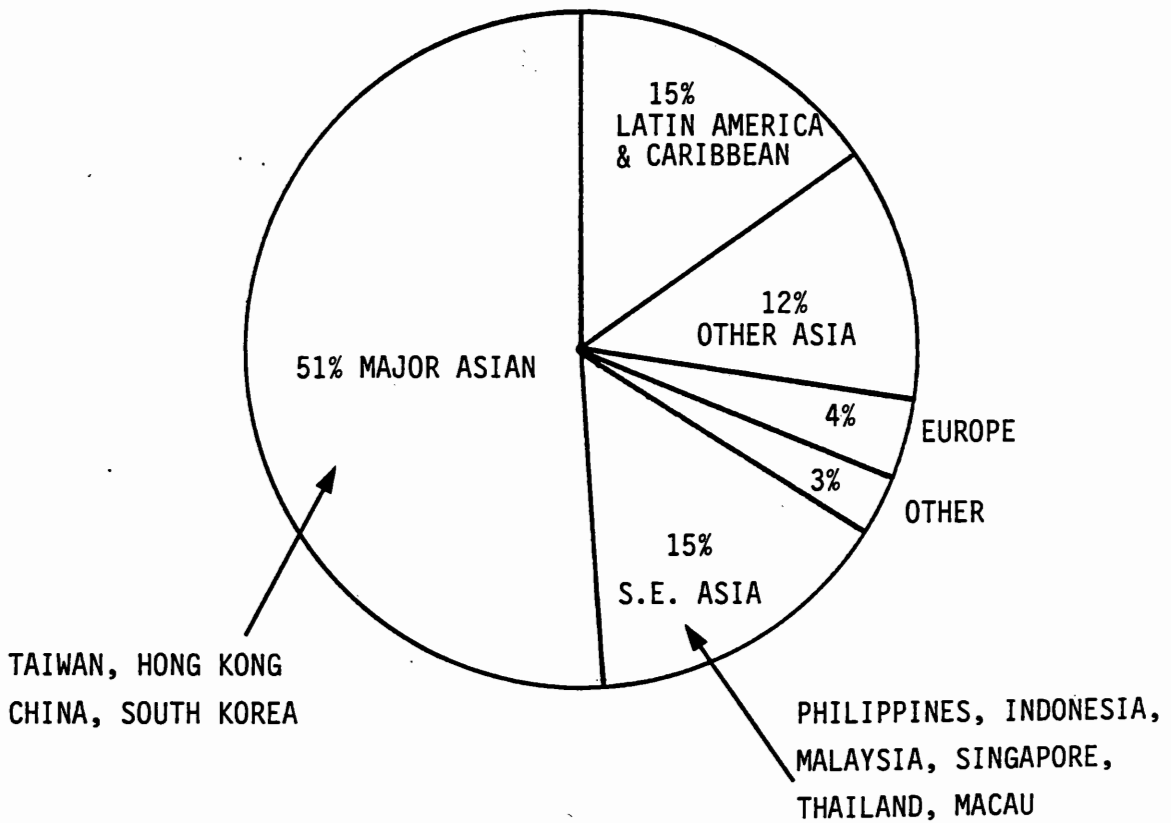 15%
LATIN AMERICA
& CARIBBEAN
12%
OTHER ASIA
51% MAJOR ASIAN
4%
EUROPE
3%
OTHER
15%
S.E. ASIA
TAIWAN, HONG KONG
CHINA, SOUTH KOREA
PHILIPPINES, INDONESIA,
MALAYSIA, SINGAPORE,
THAILAND, MACAU